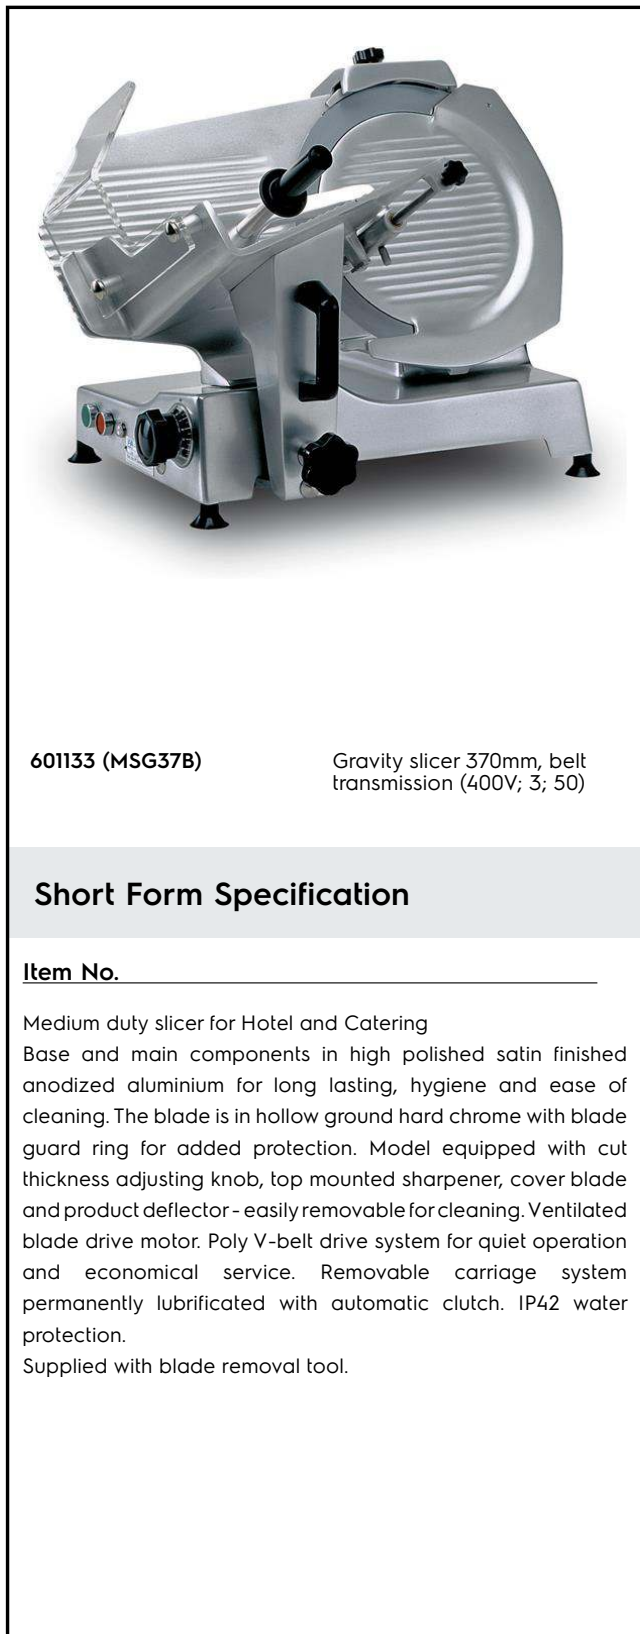 601133 (MSG37B)
Gravity slicer 370mm, belt
transmission (400V; 3; 50)
Short Form Specification
Item No.
Medium duty slicer for Hotel and Catering
Base and main components in high polished satin finished
anodized aluminium for long lasting, hygiene and ease of
cleaning. The blade is in hollow ground hard chrome with blade
guard ring for added protection. Model equipped with cut
thickness adjusting knob, top mounted sharpener, cover blade
and product deflector - easily removable for cleaning. Ventilated
blade drive motor. Poly V-belt drive system for quiet operation
and economical service. Removable carriage system
permanently lubrificated with automatic clutch. IP42 water
protection.
Supplied with blade removal tool.